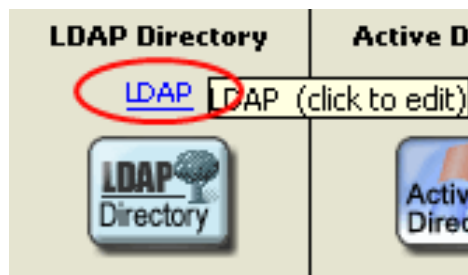 LDAP Directory
Active D
LDAP
LDAP (click to edit)
LDAP
Directory
Activ
Direc